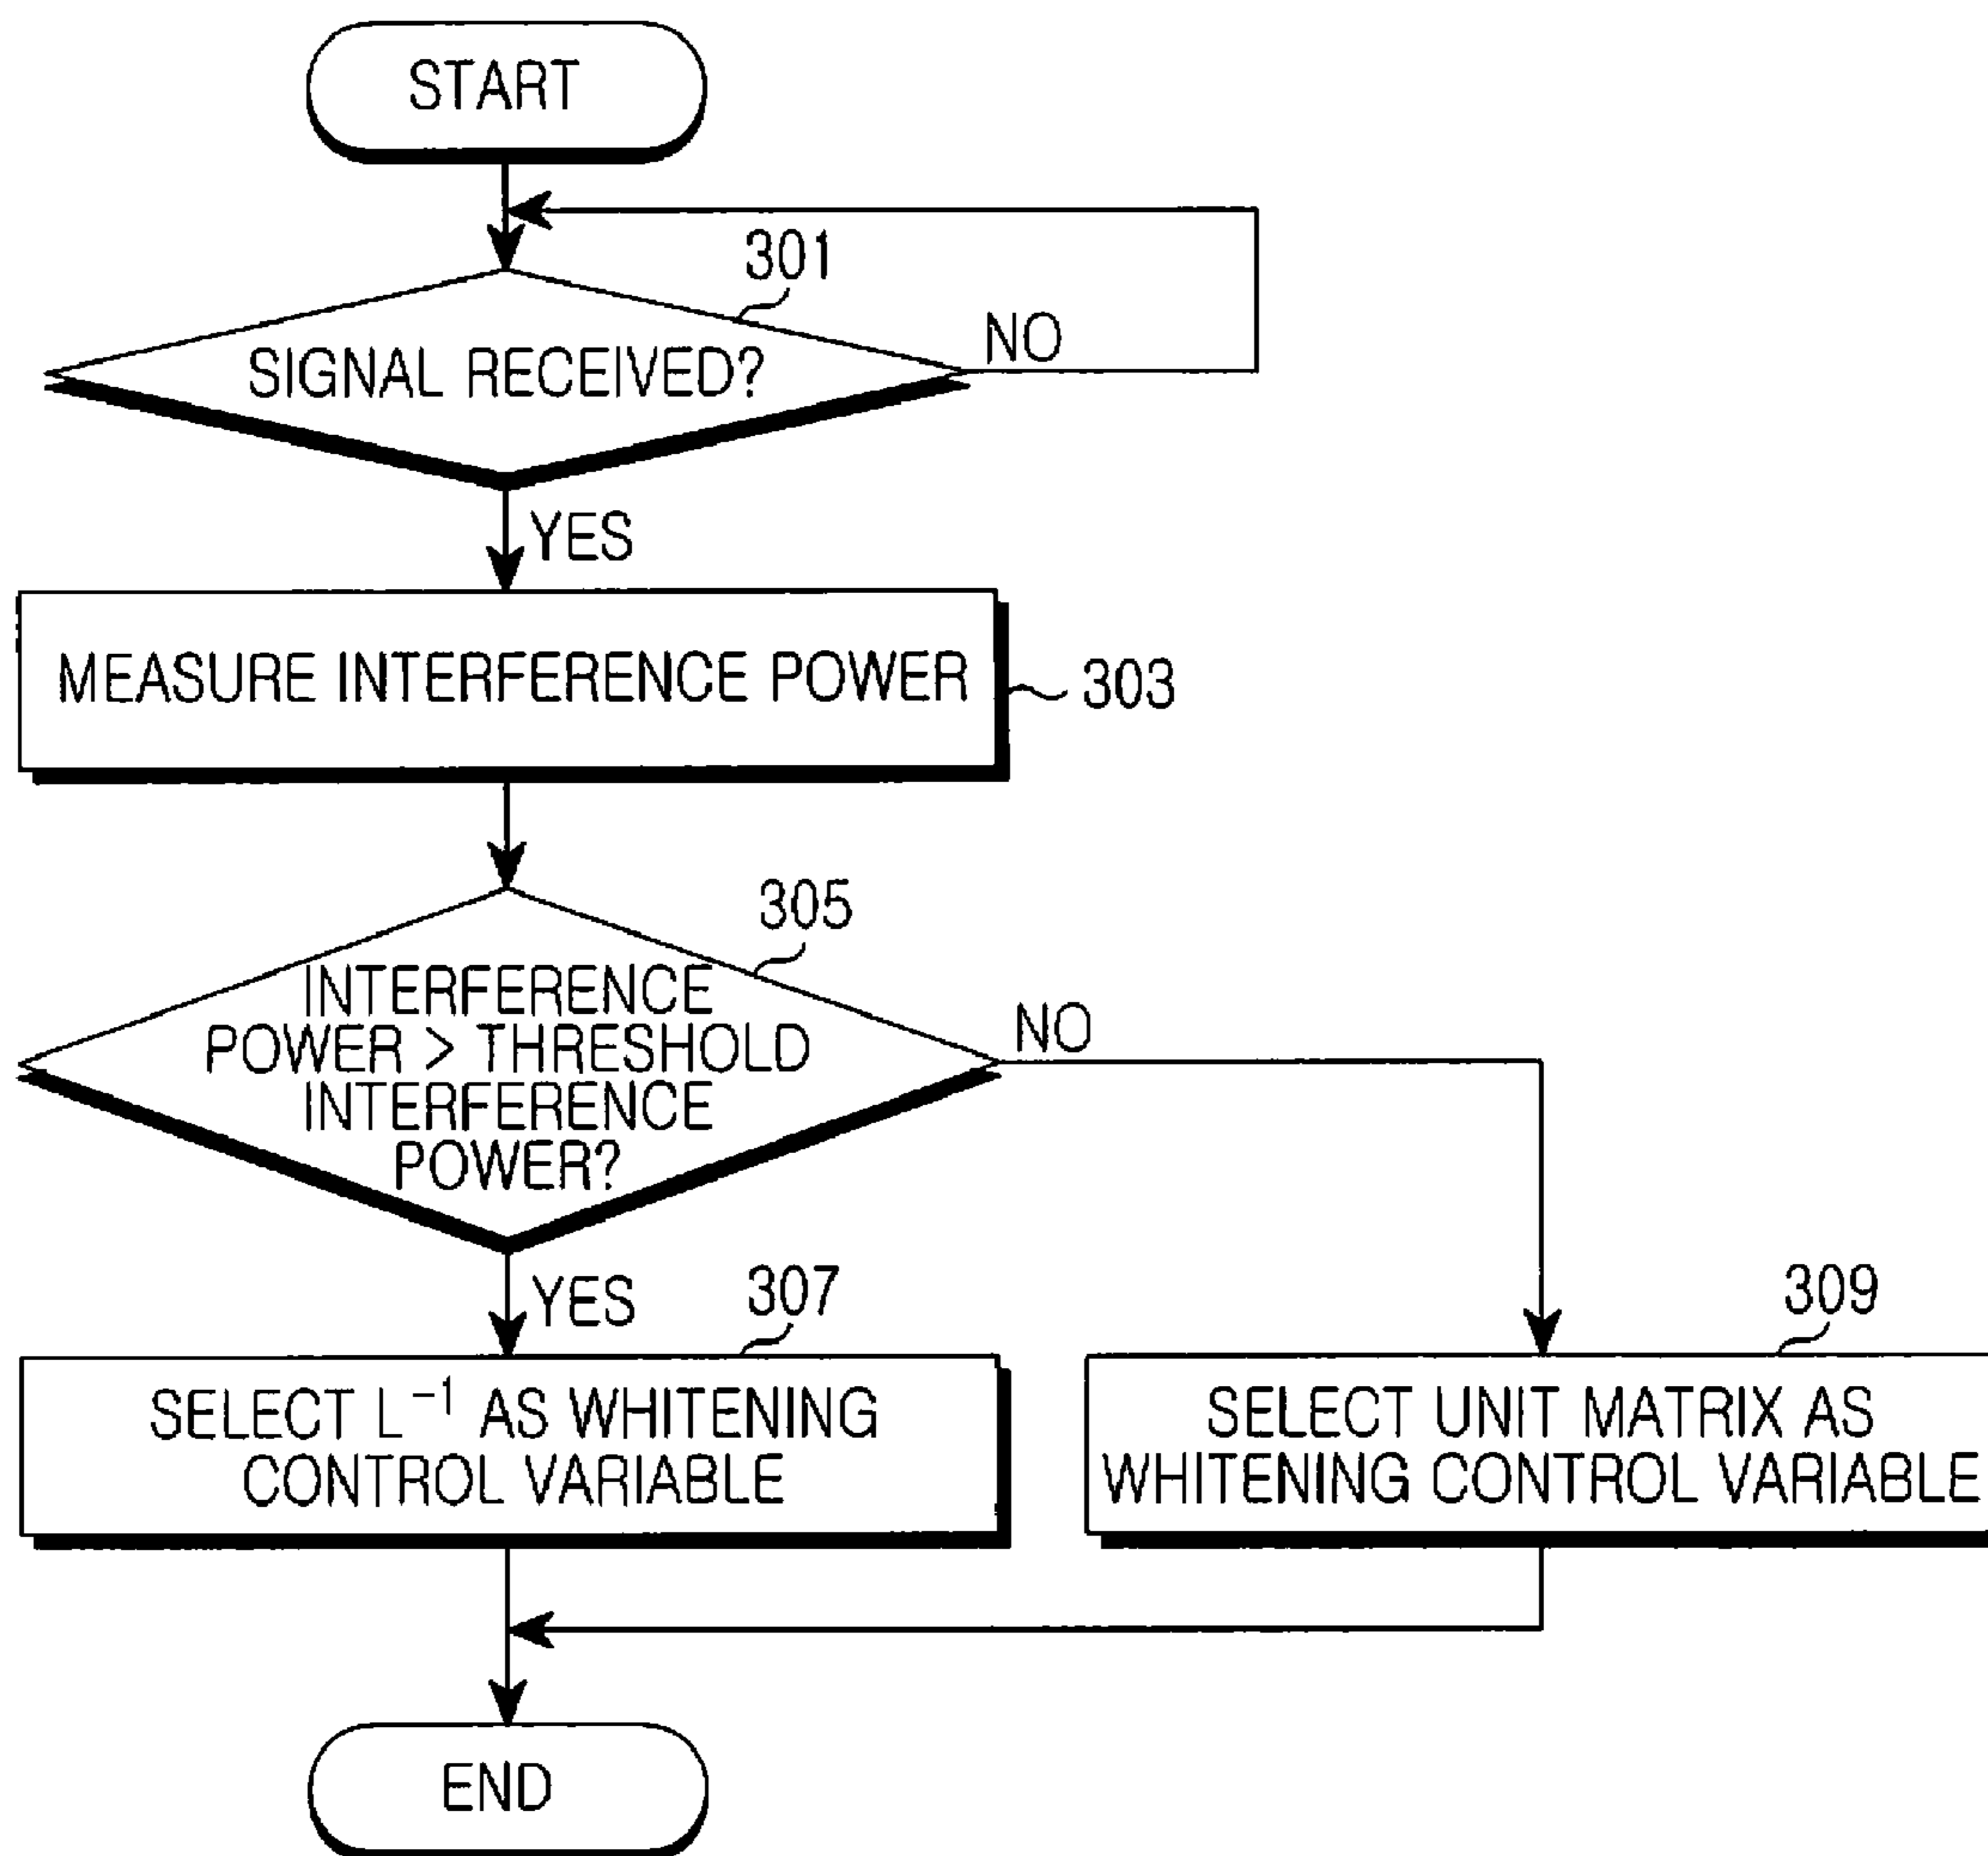 START
301
SIGNAL RECEIVED?
NO
YES
MEASURE INTERFERENCE POWER
303
305
INTERFERENCE
POWER > THRESHOLD
INTERFERENCE
POWER?
NO
YES
307
SELECT L⁻¹ AS WHITENING
CONTROL VARIABLE
309
SELECT UNIT MATRIX AS
WHITENING CONTROL VARIABLE
END